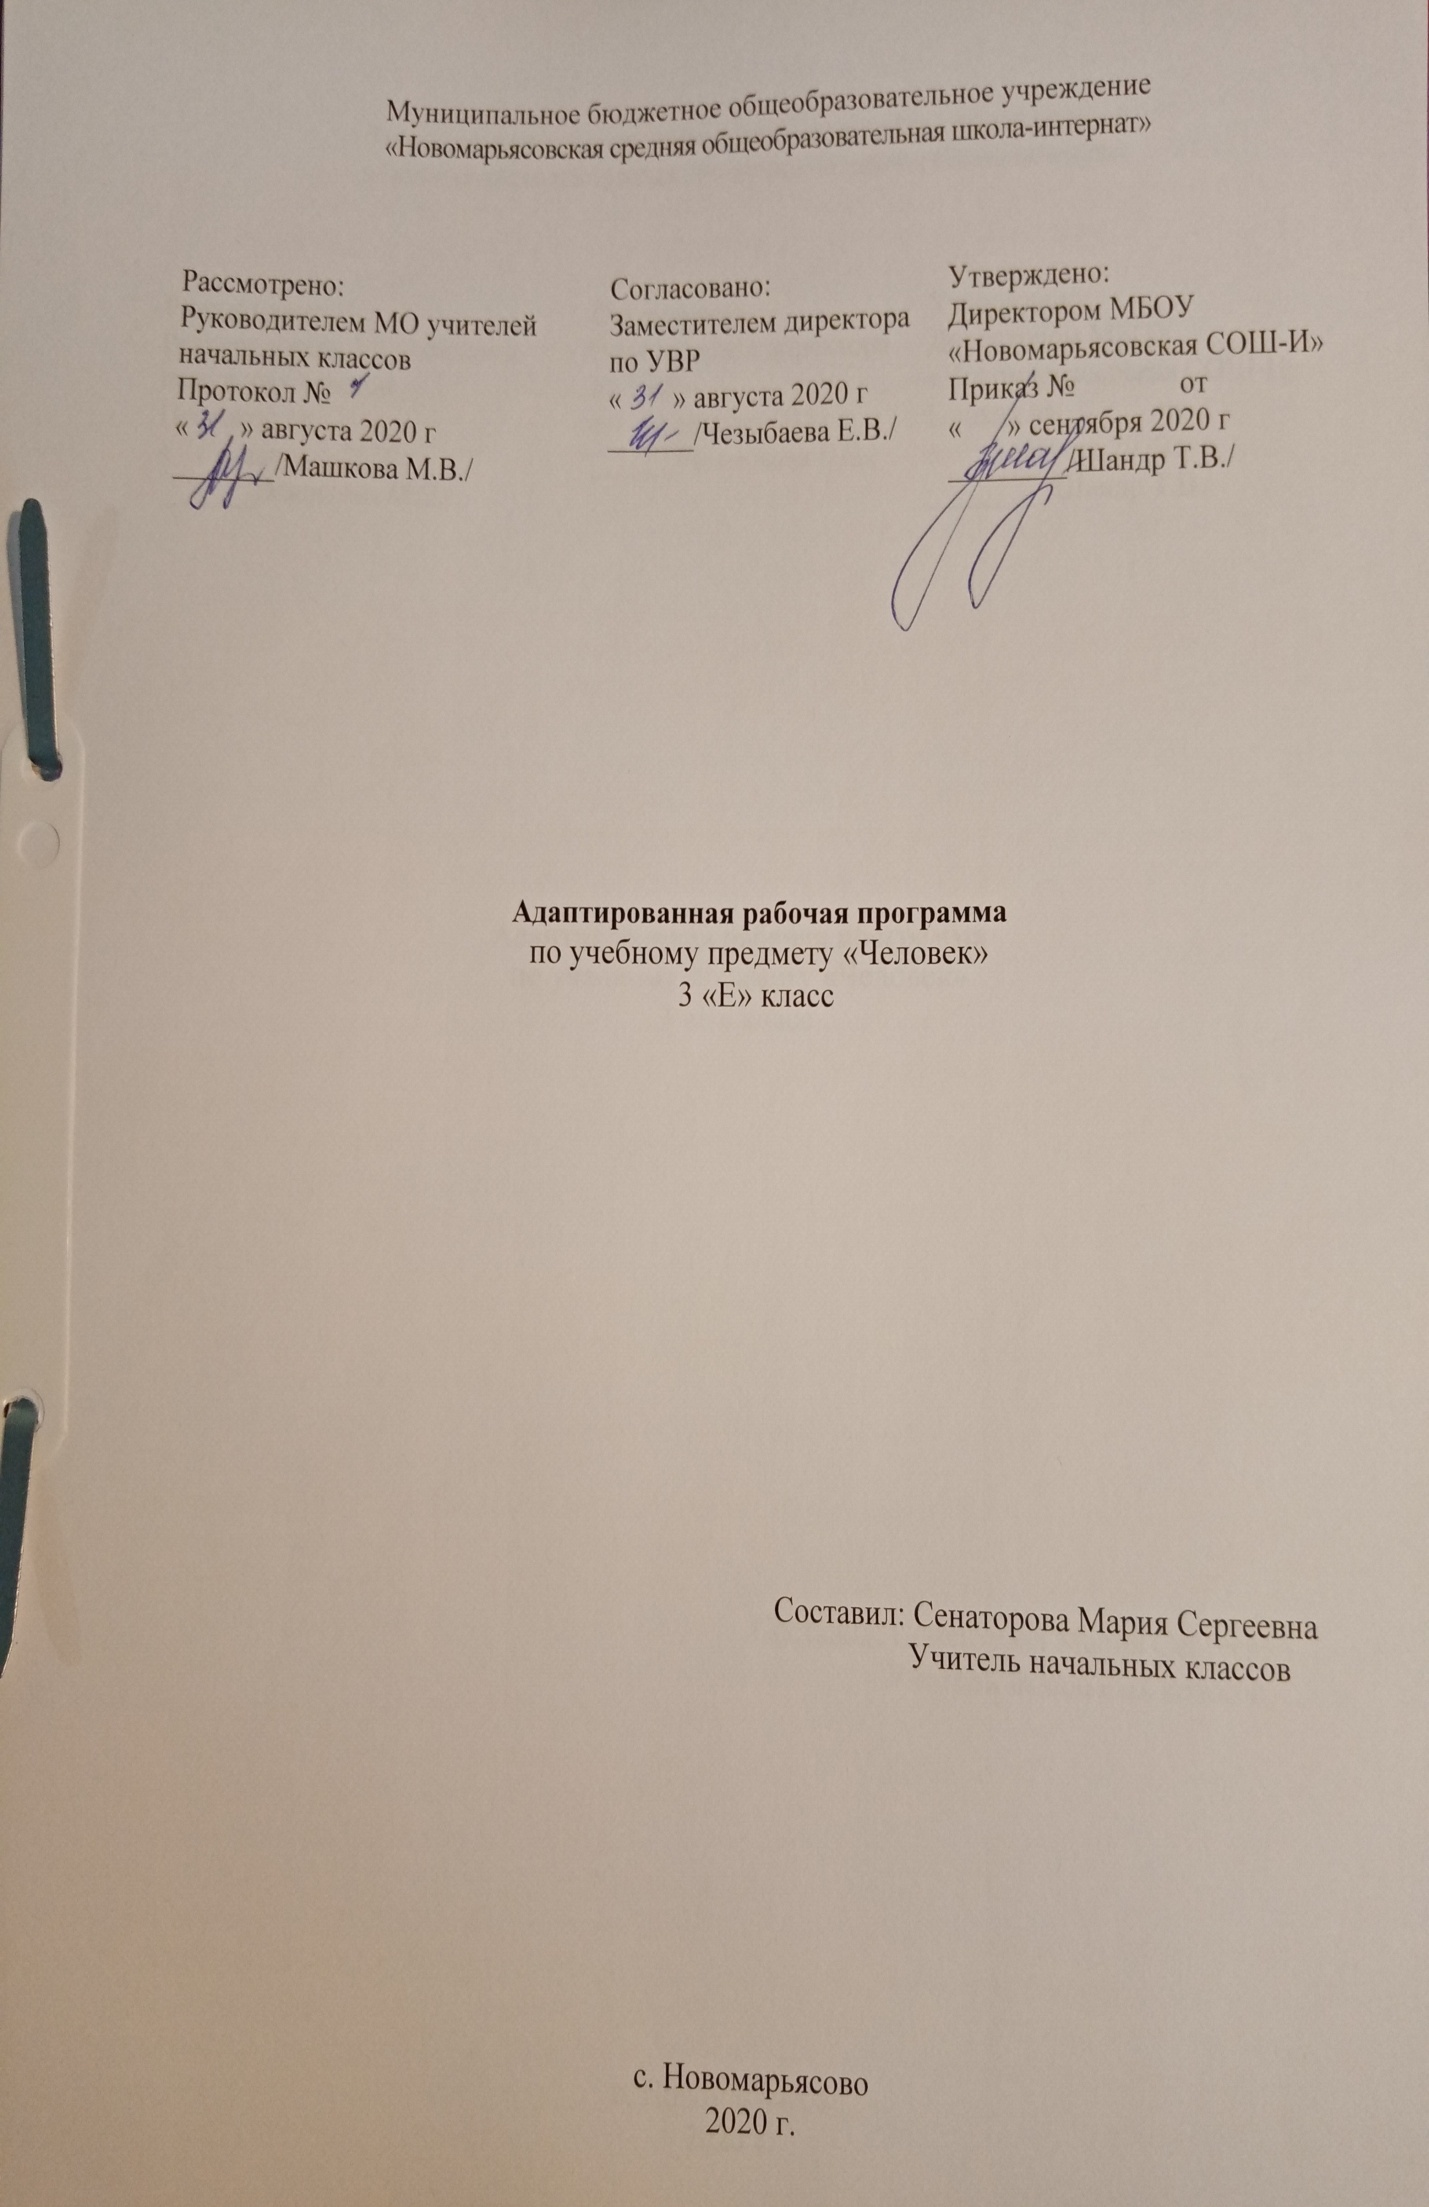 Муниципальное бюджетное общеобразовательное учреждение
«Новомарьясовская средняя общеобразовательная школа-интернат»
Рассмотрено:
Руководителем МО учителей
начальных классов
Протокол № 1
«31» августа 2020 г
/Машкова М.В./
Согласовано:
Заместителем директора
по УВР
«31» августа 2020 г
/Чезыбаева Е.В./
Утверждено:
Директором МБОУ
«Новомарьясовская СОШ-И»
Приказ № от
« » сентября 2020 г
/Шандр Т.В./
Адаптированная рабочая программа
по учебному предмету «Человек»
3 «Е» класс
Составил: Сенаторова Мария Сергеевна
Учитель начальных классов
с. Новомарьясово
2020 г.